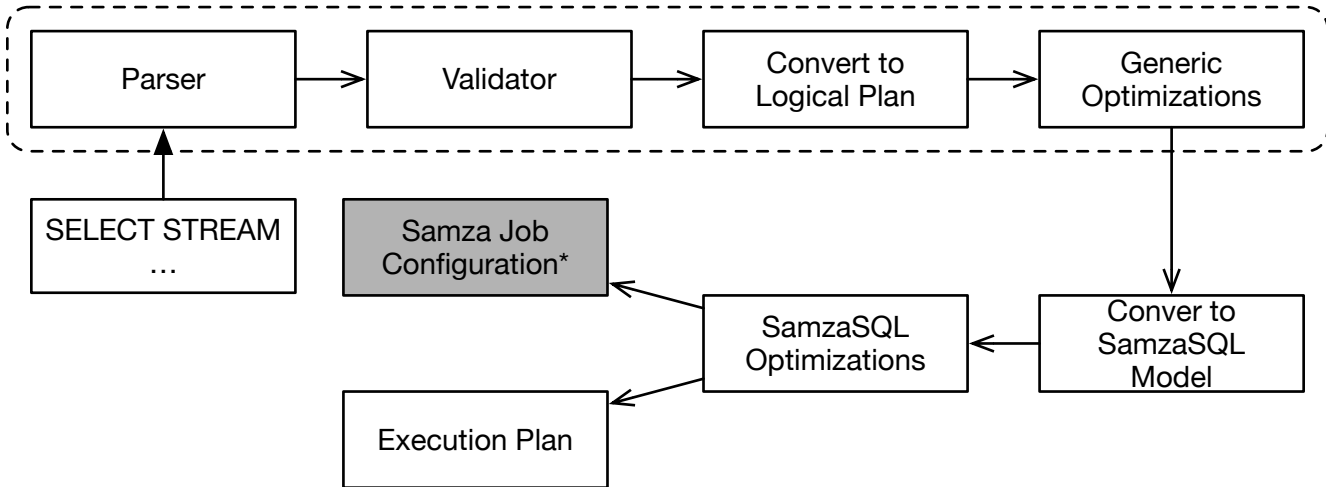 Parser
Validator
Convert to
Logical Plan
Generic
Optimizations
SELECT STREAM
...
Samza Job
Configuration*
SamzaSQL
Optimizations
Conver to
SamzaSQL
Model
Execution Plan